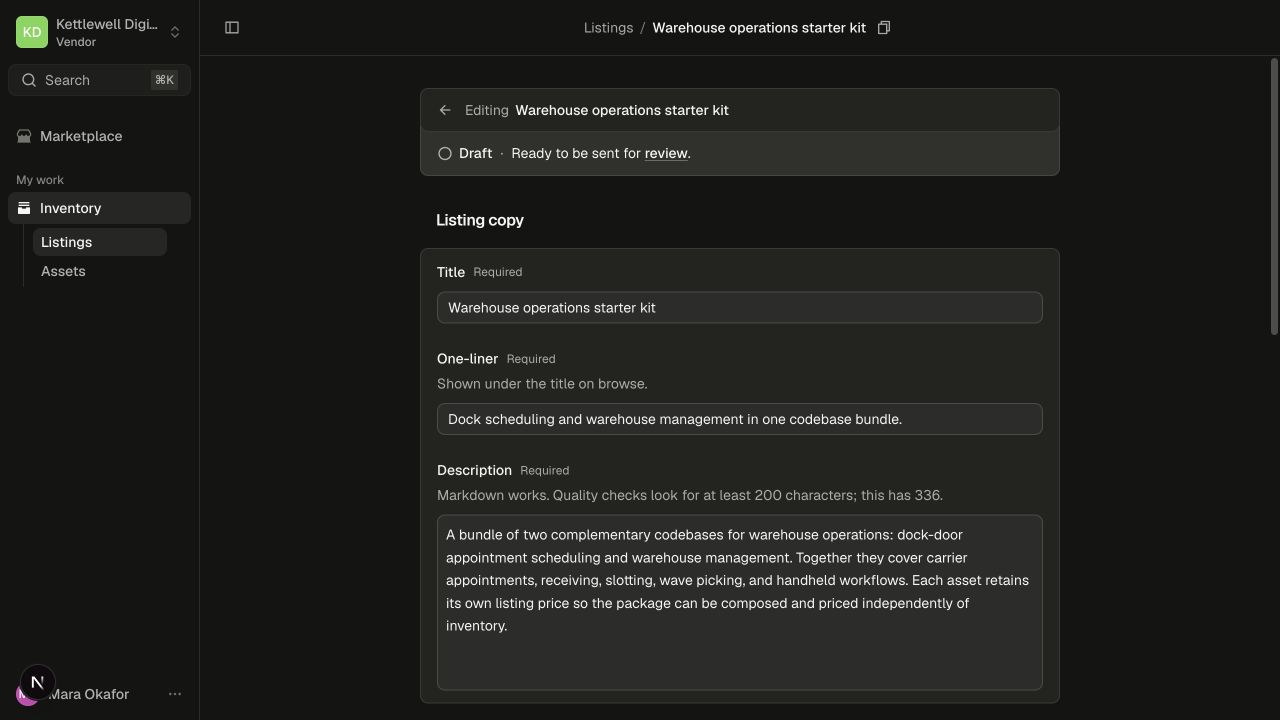 KD
Kettlewell Digi...
Vendor
Search
⌘K
Marketplace
My work
Inventory
Listings
Assets
Mara Okafor
Listings / Warehouse operations starter kit
Editing Warehouse operations starter kit
Draft · Ready to be sent for review.
Listing copy
Title Required
Warehouse operations starter kit
One-liner Required
Shown under the title on browse.
Dock scheduling and warehouse management in one codebase bundle.
Description Required
Markdown works. Quality checks look for at least 200 characters; this has 336.
A bundle of two complementary codebases for warehouse operations: dock-door
appointment scheduling and warehouse management. Together they cover carrier
appointments, receiving, slotting, wave picking, and handheld workflows. Each asset retains
its own listing price so the package can be composed and priced independently of
inventory.